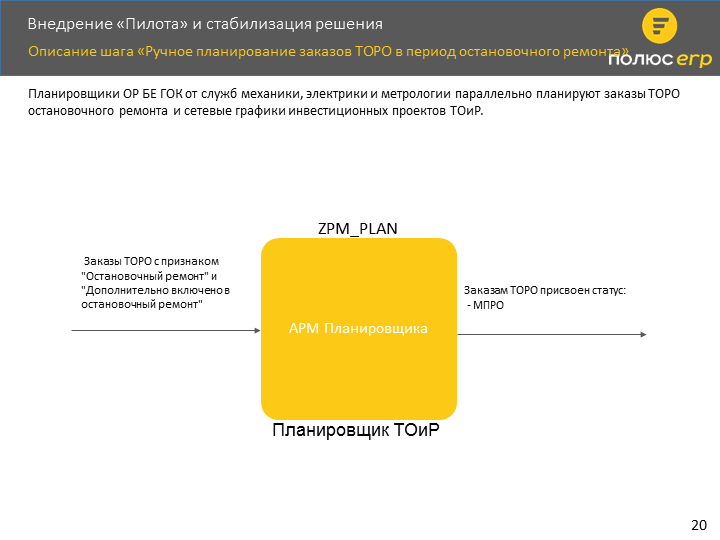 Внедрение «Пилота» и стабилизация решения
Описание шага «Ручное планирование заказов ТОРО в период остановочного ремонта»
ПОЛЮС егр
Планировщики ОР БЕ ГОК от служб механики, электрики и метрологии параллельно планируют заказы ТОРО
остановочного ремонта и сетевые графики инвестиционных проектов ТОиР.
ZPM_PLAN
Заказы ТОРО с признаком
"Остановочный ремонт" и
"Дополнительно включено в
остановочный ремонт"
АРМ Планировщика
Заказам ТОРО присвоен статус:
- МПРО
Планировщик ТОиР
20